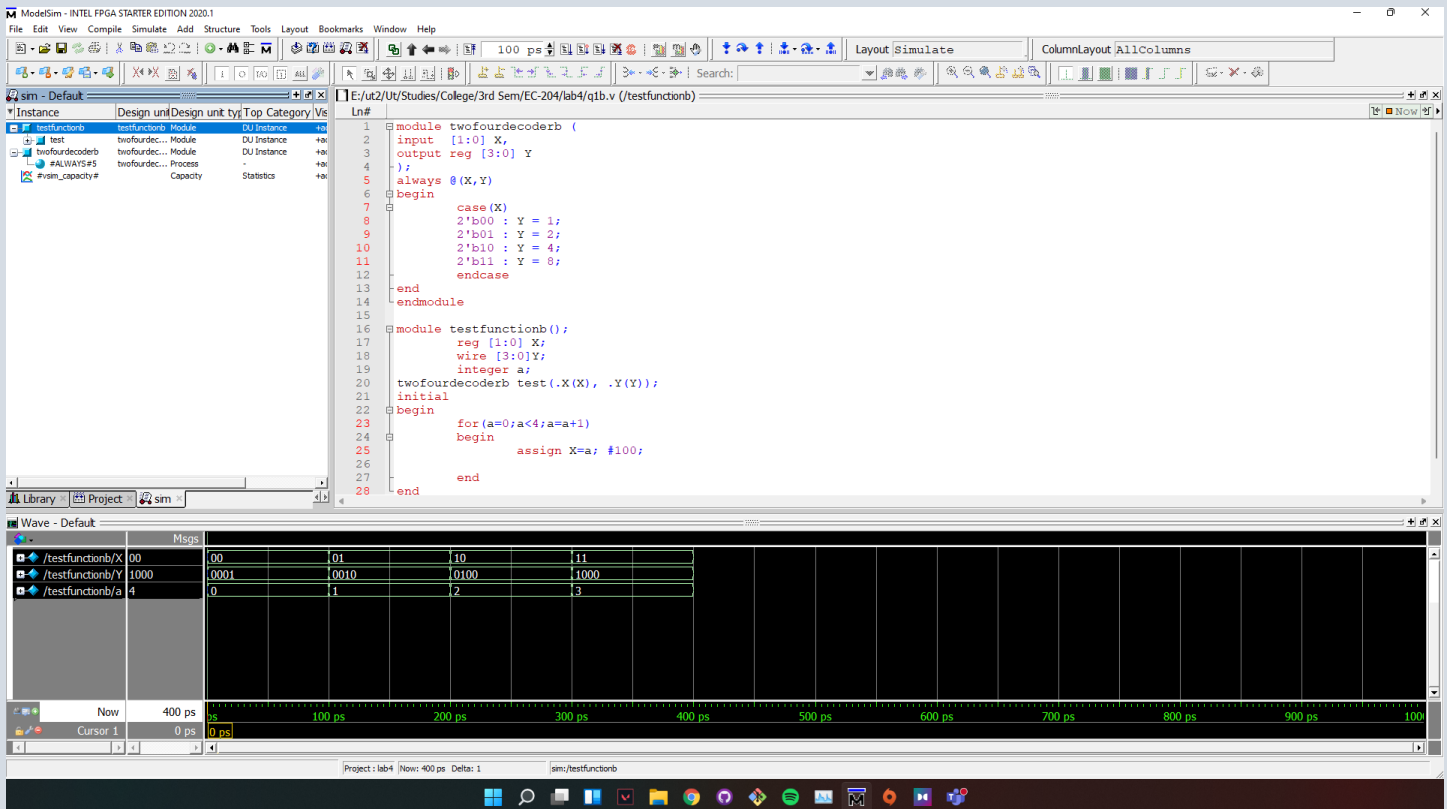 ModelSim - INTEL FPGA STARTER EDITION 2020.1
File Edit View Compile Simulate Add Structure Tools Layout Bookmarks Window Help
100 ps
Layout Simulate
ColumnLayout AllColumns
Search:
sim - Default
Instance Design unit Design unit typ Top Category Vis
testfunctionb testfunctionb Module DU Instance +ac
test twofourdec... Module DU Instance +ac
twofourdecoderb twofourdec... Module DU Instance +ac
#ALWAYS#5 twofourdec... Process - +ac
#vsim_capacity# Capacity Statistics +ac
Library Project sim
E:/ut2/Ut/Studies/College/3rd Sem/EC-204/lab4/q1b.v (/testfunctionb)
Ln# Now
1 module twofourdecoderb (
2 input [1:0] X,
3 output reg [3:0] Y
4 );
5 always @(X,Y)
6 begin
7 case(X)
8 2'b00 : Y = 1;
9 2'b01 : Y = 2;
10 2'b10 : Y = 4;
11 2'b11 : Y = 8;
12 endcase
13 end
14 endmodule
15
16 module testfunctionb();
17 reg [1:0] X;
18 wire [3:0]Y;
19 integer a;
20 twofourdecoderb test(.X(X), .Y(Y));
21 initial
22 begin
23 for(a=0;a<4;a=a+1)
24 begin
25 assign X=a; #100;
26
27 end
28 end
Wave - Default
Msgs
/testfunctionb/X 00 00 01 10 11
/testfunctionb/Y 1000 0001 0010 0100 1000
/testfunctionb/a 4 0 1 2 3
Now 400 ps ps 100 ps 200 ps 300 ps 400 ps 500 ps 600 ps 700 ps 800 ps 900 ps 1000
Cursor 1 0 ps 0 ps
Project : lab4 Now: 400 ps Delta: 1 sim:/testfunctionb